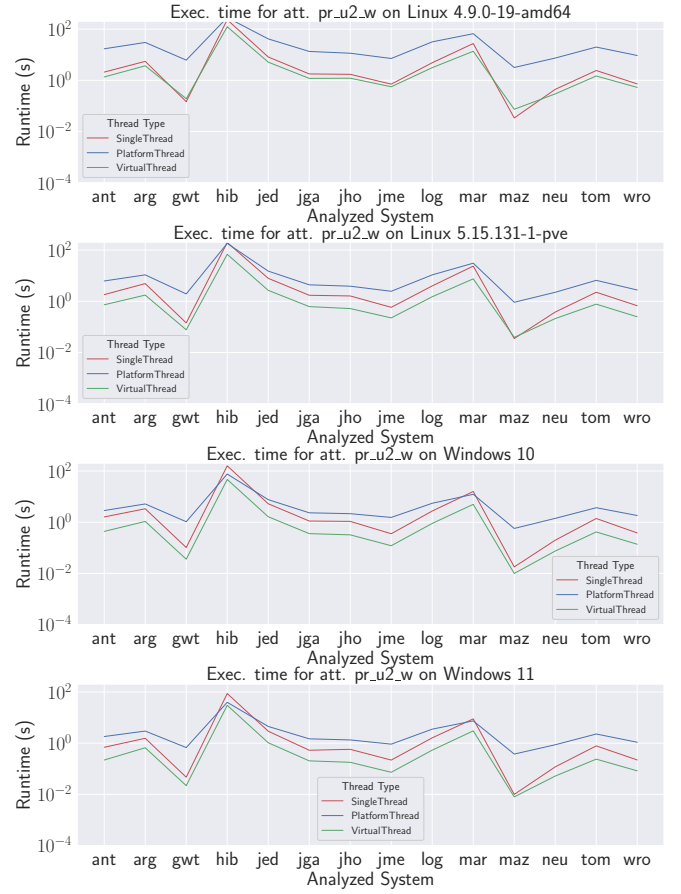 Exec. time for att. pr_u2_w on Linux 4.9.0-19-amd64
Runtime (s)
10^2
10^0
10^−2
10^−4
Thread Type
SingleThread
PlatformThread
VirtualThread
ant arg gwt hib jed jga jho jme log mar maz neu tom wro
Analyzed System
Exec. time for att. pr_u2_w on Linux 5.15.131-1-pve
Runtime (s)
10^2
10^0
10^−2
10^−4
Thread Type
SingleThread
PlatformThread
VirtualThread
ant arg gwt hib jed jga jho jme log mar maz neu tom wro
Analyzed System
Exec. time for att. pr_u2_w on Windows 10
Runtime (s)
10^2
10^0
10^−2
10^−4
Thread Type
SingleThread
PlatformThread
VirtualThread
ant arg gwt hib jed jga jho jme log mar maz neu tom wro
Analyzed System
Exec. time for att. pr_u2_w on Windows 11
Runtime (s)
10^2
10^0
10^−2
10^−4
Thread Type
SingleThread
PlatformThread
VirtualThread
ant arg gwt hib jed jga jho jme log mar maz neu tom wro
Analyzed System